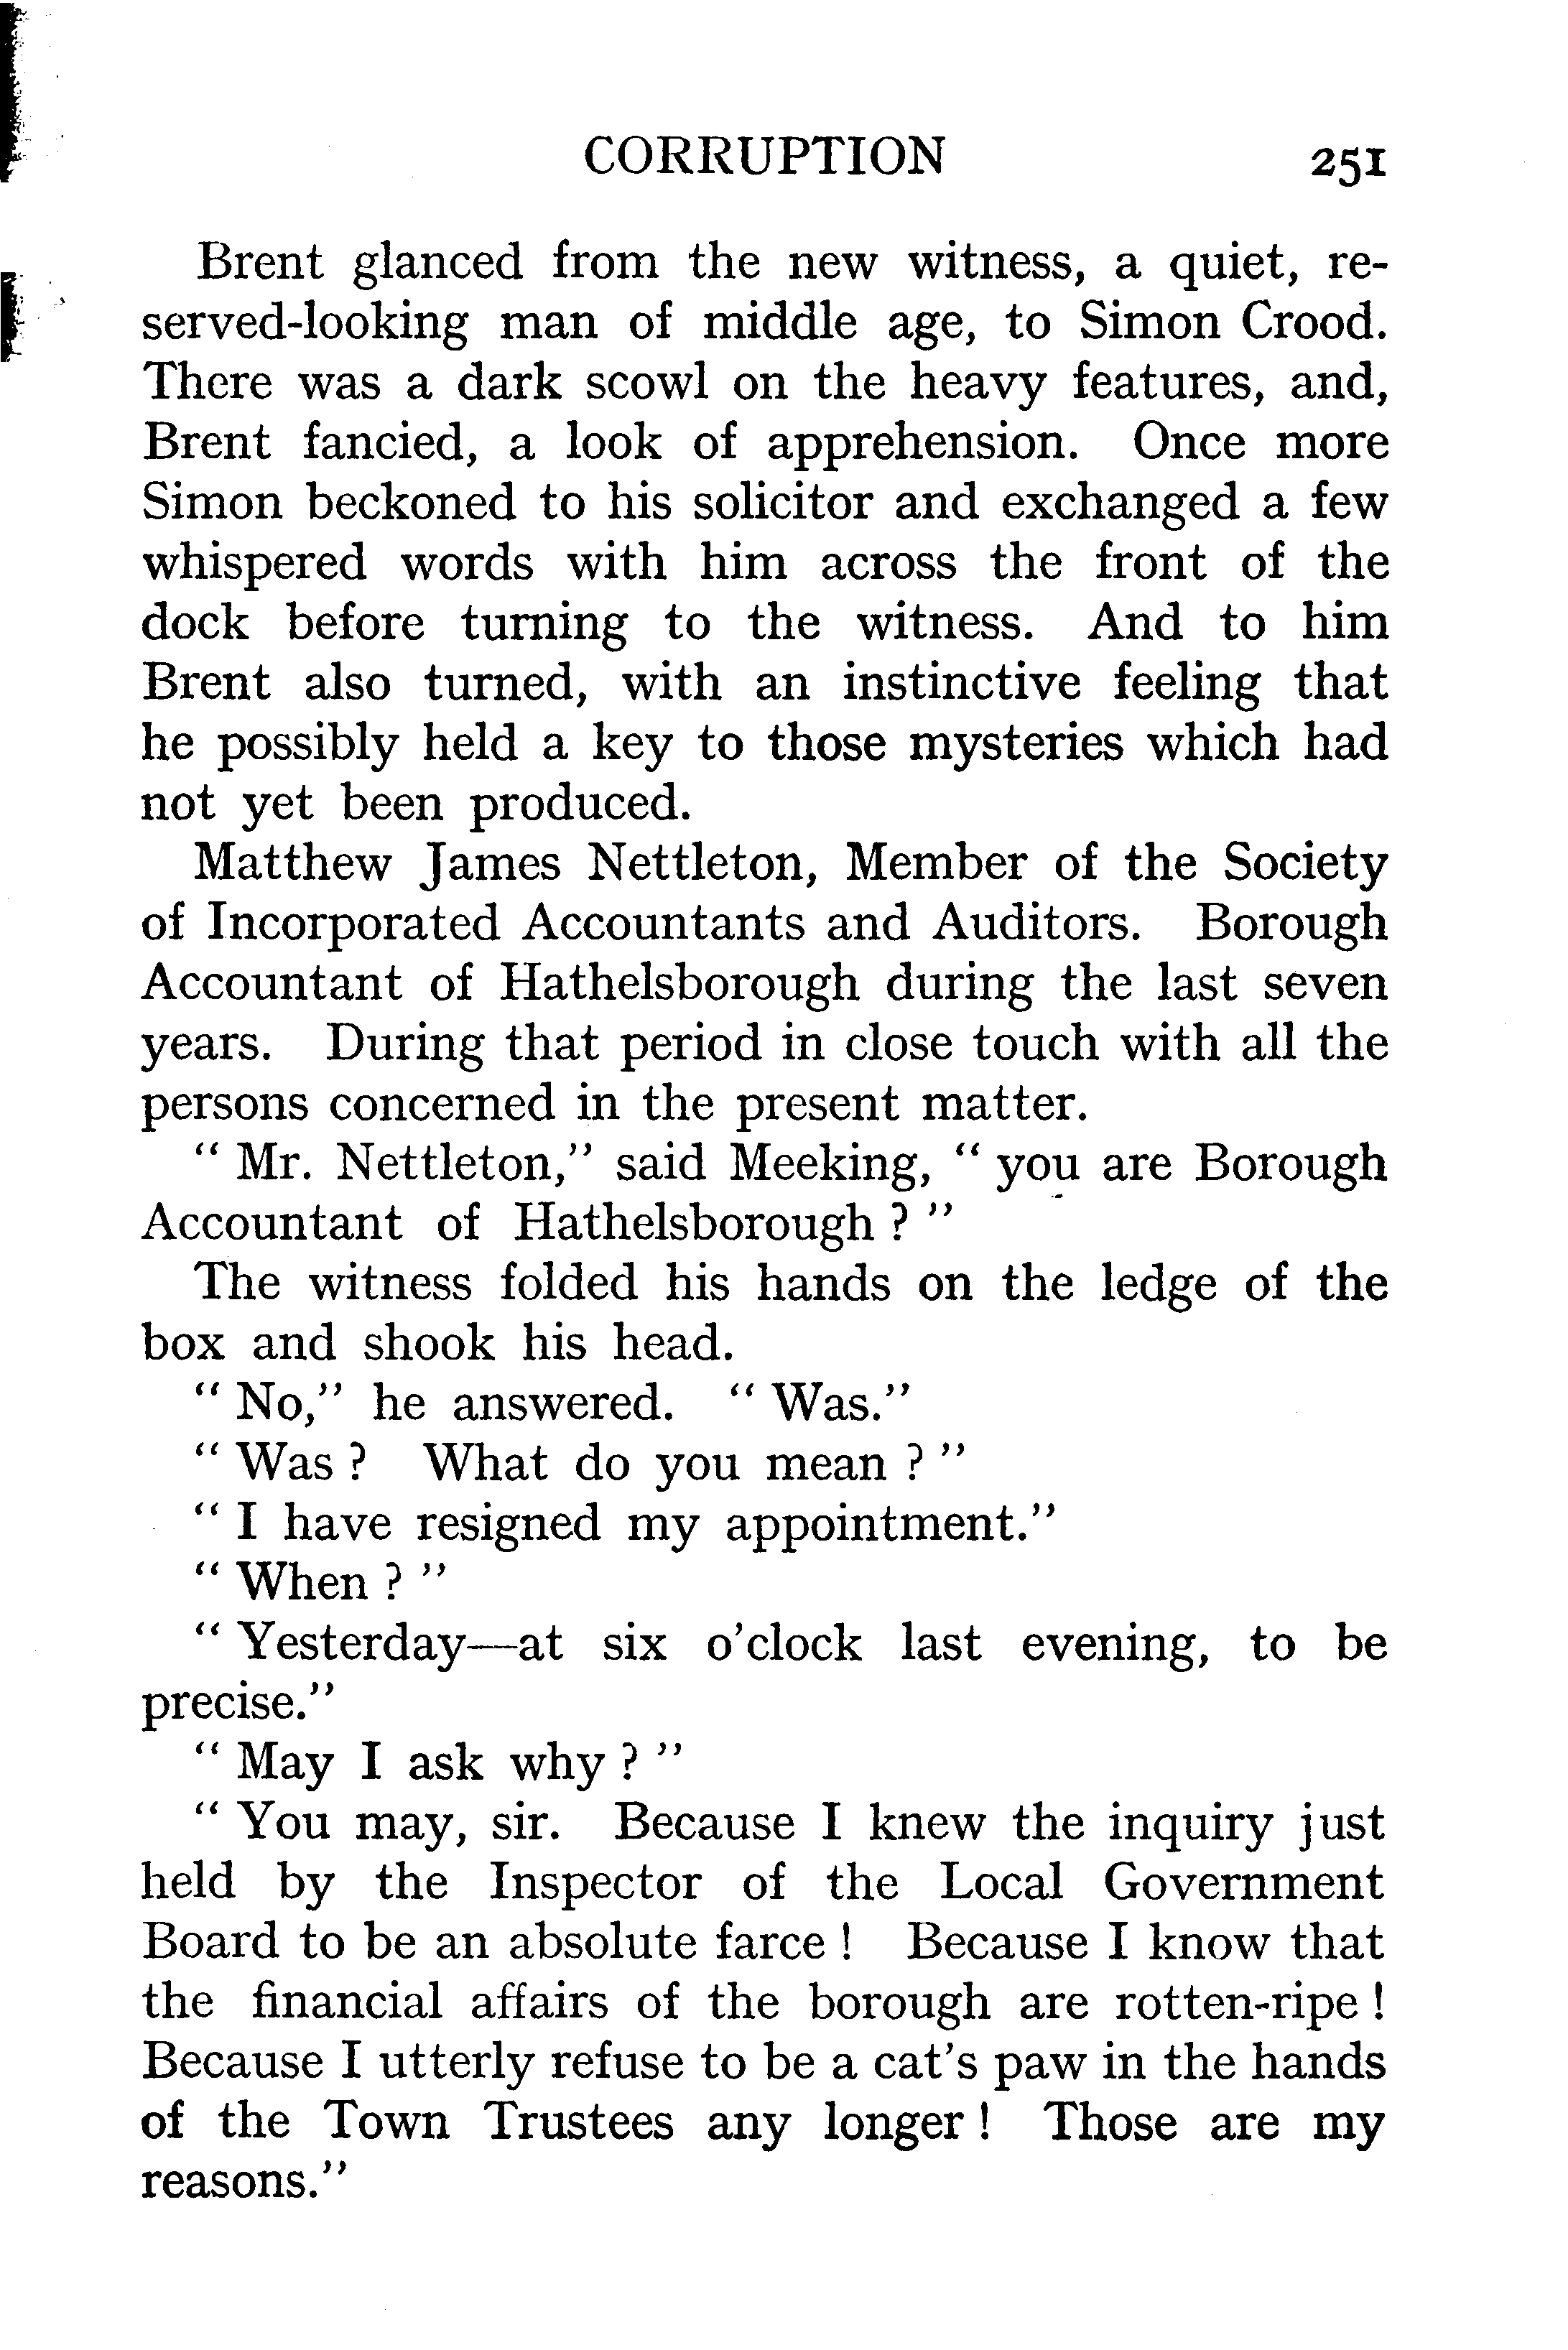 CORRUPTION 251
Brent glanced from the new witness, a quiet, re-
served-looking man of middle age, to Simon Crood.
There was a dark scowl on the heavy features, and,
Brent fancied, a look of apprehension. Once more
Simon beckoned to his solicitor and exchanged a few
whispered words with him across the front of the
dock before turning to the witness. And to him
Brent also turned, with an instinctive feeling that
he possibly held a key to those mysteries which had
not yet been produced.
Matthew James Nettleton, Member of the Society
of Incorporated Accountants and Auditors. Borough
Accountant of Hathelsborough during the last seven
years. During that period in close touch with all the
persons concerned in the present matter.
“ Mr. Nettleton,” said Meeking, “ you are Borough
Accountant of Hathelsborough ? ”
The witness folded his hands on the ledge of the
box and shook his head.
“ No,” he answered. “ Was.”
“ Was ? What do you mean ? ”
“ I have resigned my appointment.”
“ When ? ”
“ Yesterday—at six o’clock last evening, to be
precise.”
“ May I ask why ? ”
“ You may, sir. Because I knew the inquiry just
held by the Inspector of the Local Government
Board to be an absolute farce ! Because I know that
the financial affairs of the borough are rotten-ripe !
Because I utterly refuse to be a cat’s paw in the hands
of the Town Trustees any longer ! Those are my
reasons.”